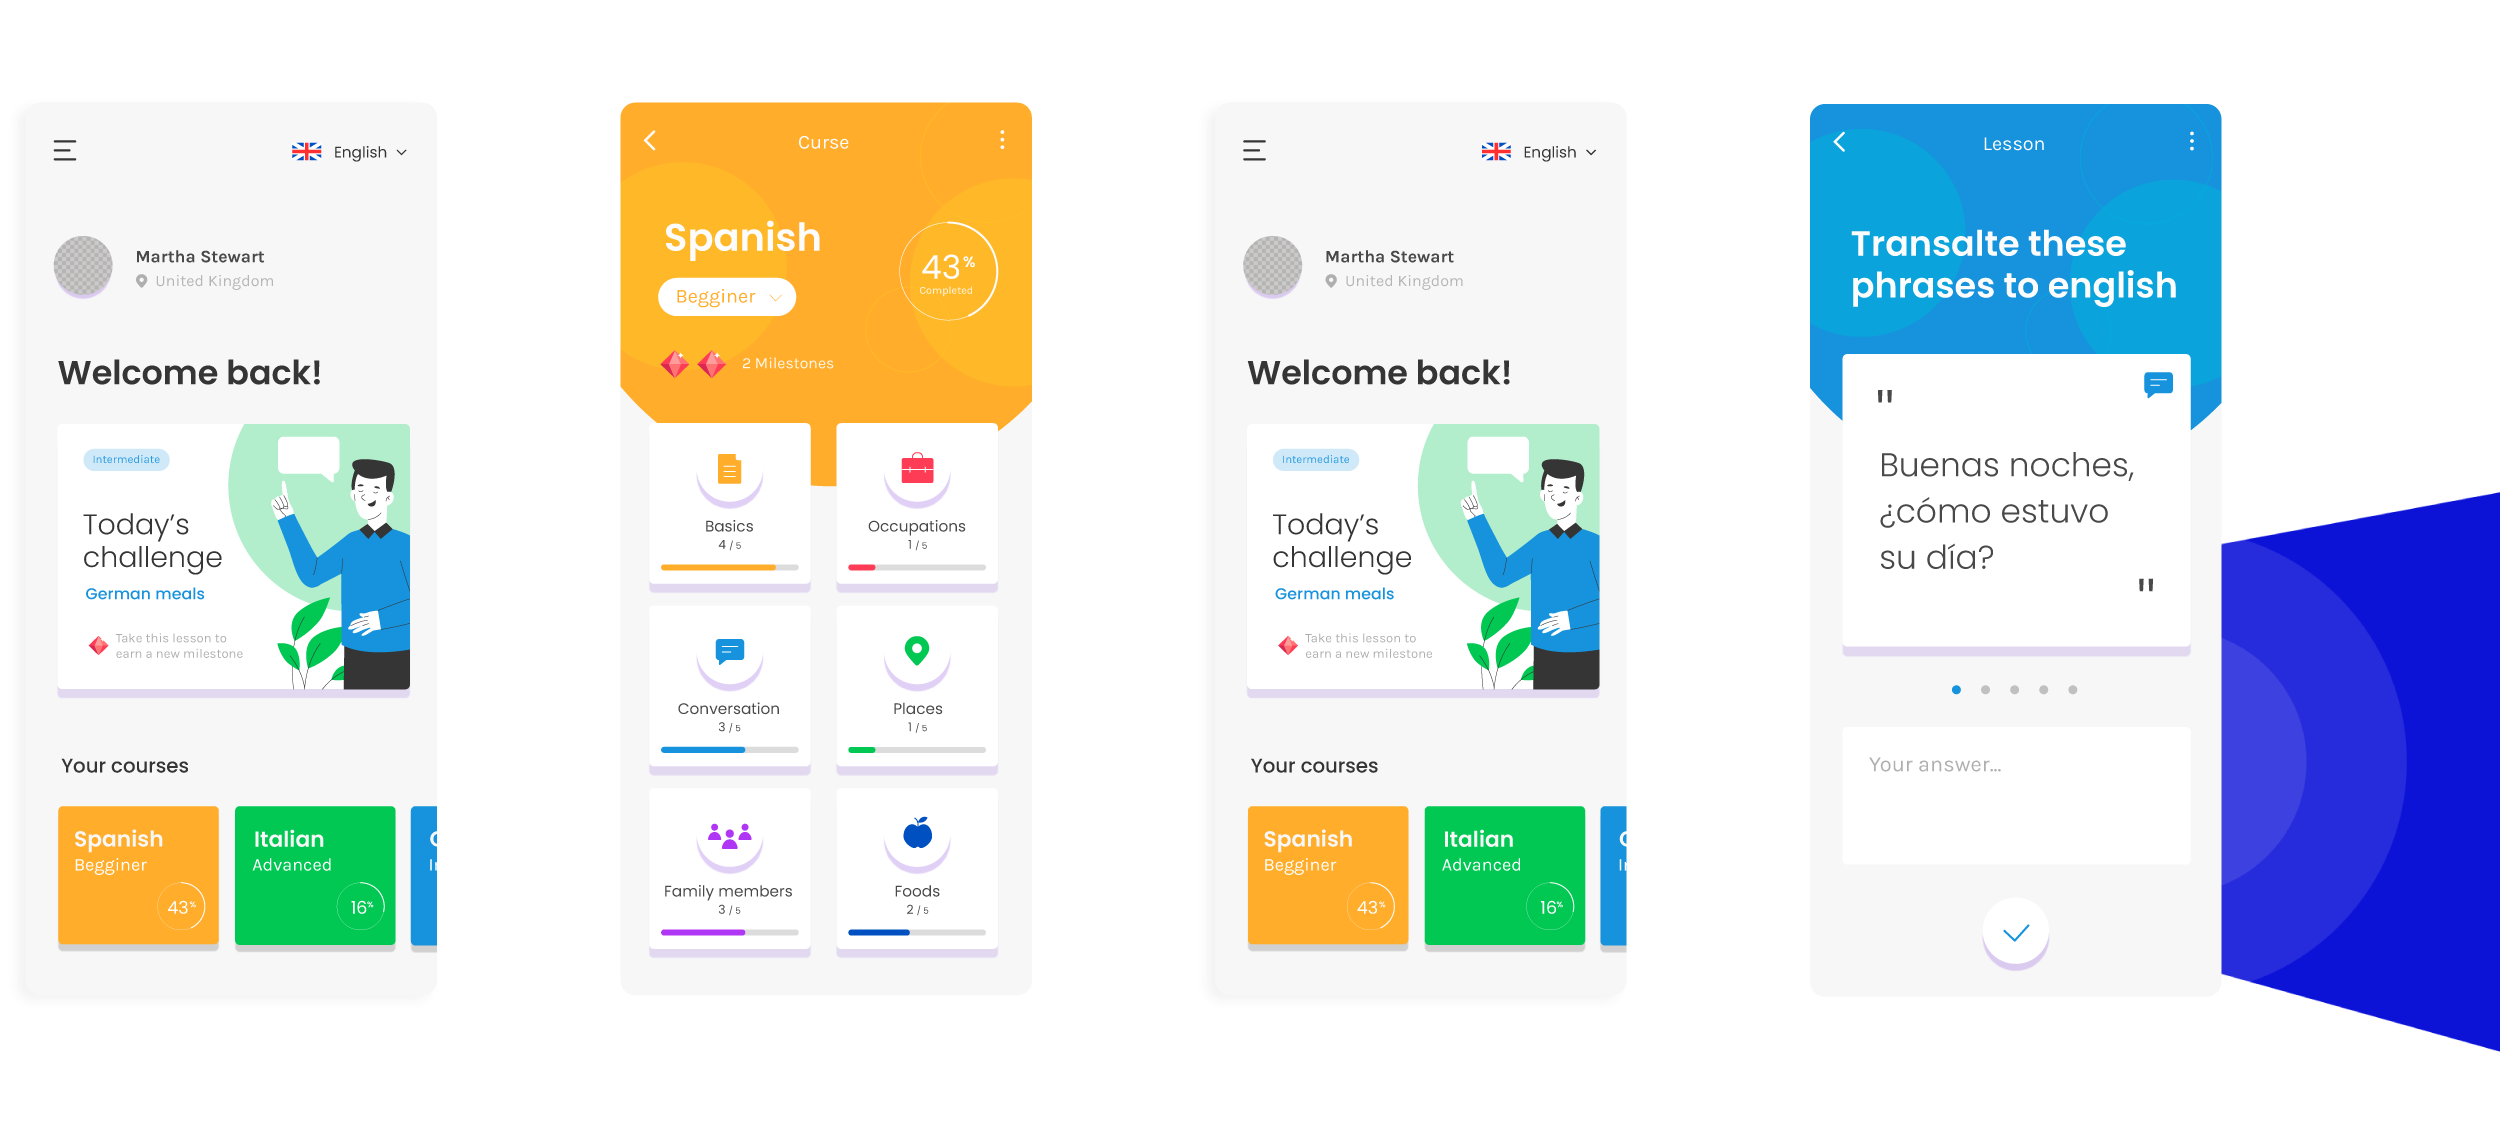 English
Martha Stewart
United Kingdom
Welcome back!
Intermediate
Today's
challenge
German meals
Take this lesson to
earn a new milestone
Your courses
Spanish
Begginer
43%
Italian
Advanced
16%
Curse
Spanish
Begginer
43%
Completed
2 Milestones
Basics
4 / 5
Occupations
1 / 5
Conversation
3 / 5
Places
1 / 5
Family members
3 / 5
Foods
2 / 5
English
Martha Stewart
United Kingdom
Welcome back!
Intermediate
Today's
challenge
German meals
Take this lesson to
earn a new milestone
Your courses
Spanish
Begginer
43%
Italian
Advanced
16%
Lesson
Transalte these
phrases to english
"
Buenas noches,
¿cómo estuvo
su día?
"
Your answer...